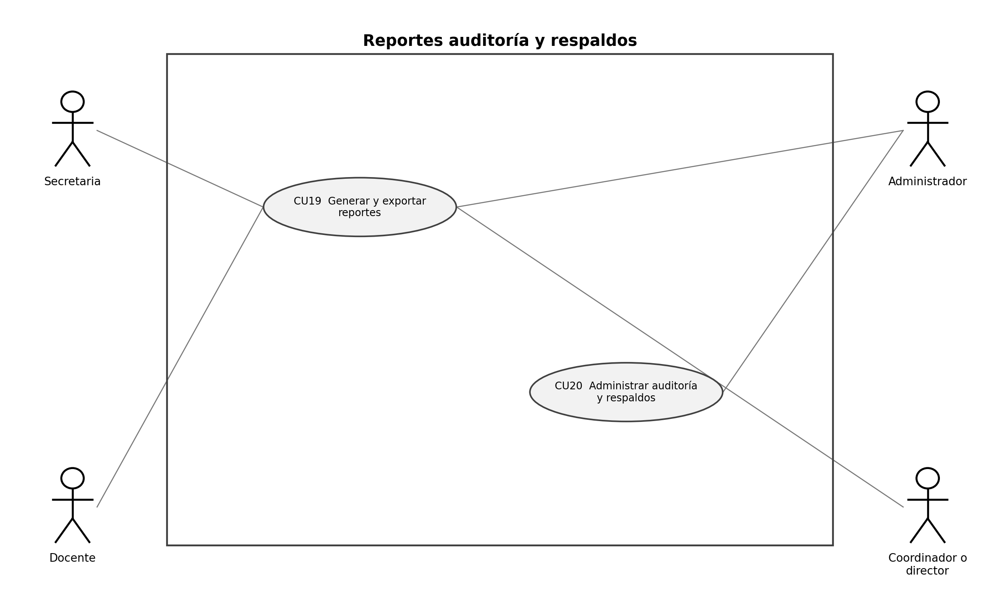 Reportes auditoría y respaldos
Secretaria
Administrador
CU19  Generar y exportar
reportes
CU20  Administrar auditoría
y respaldos
Docente
Coordinador o
director